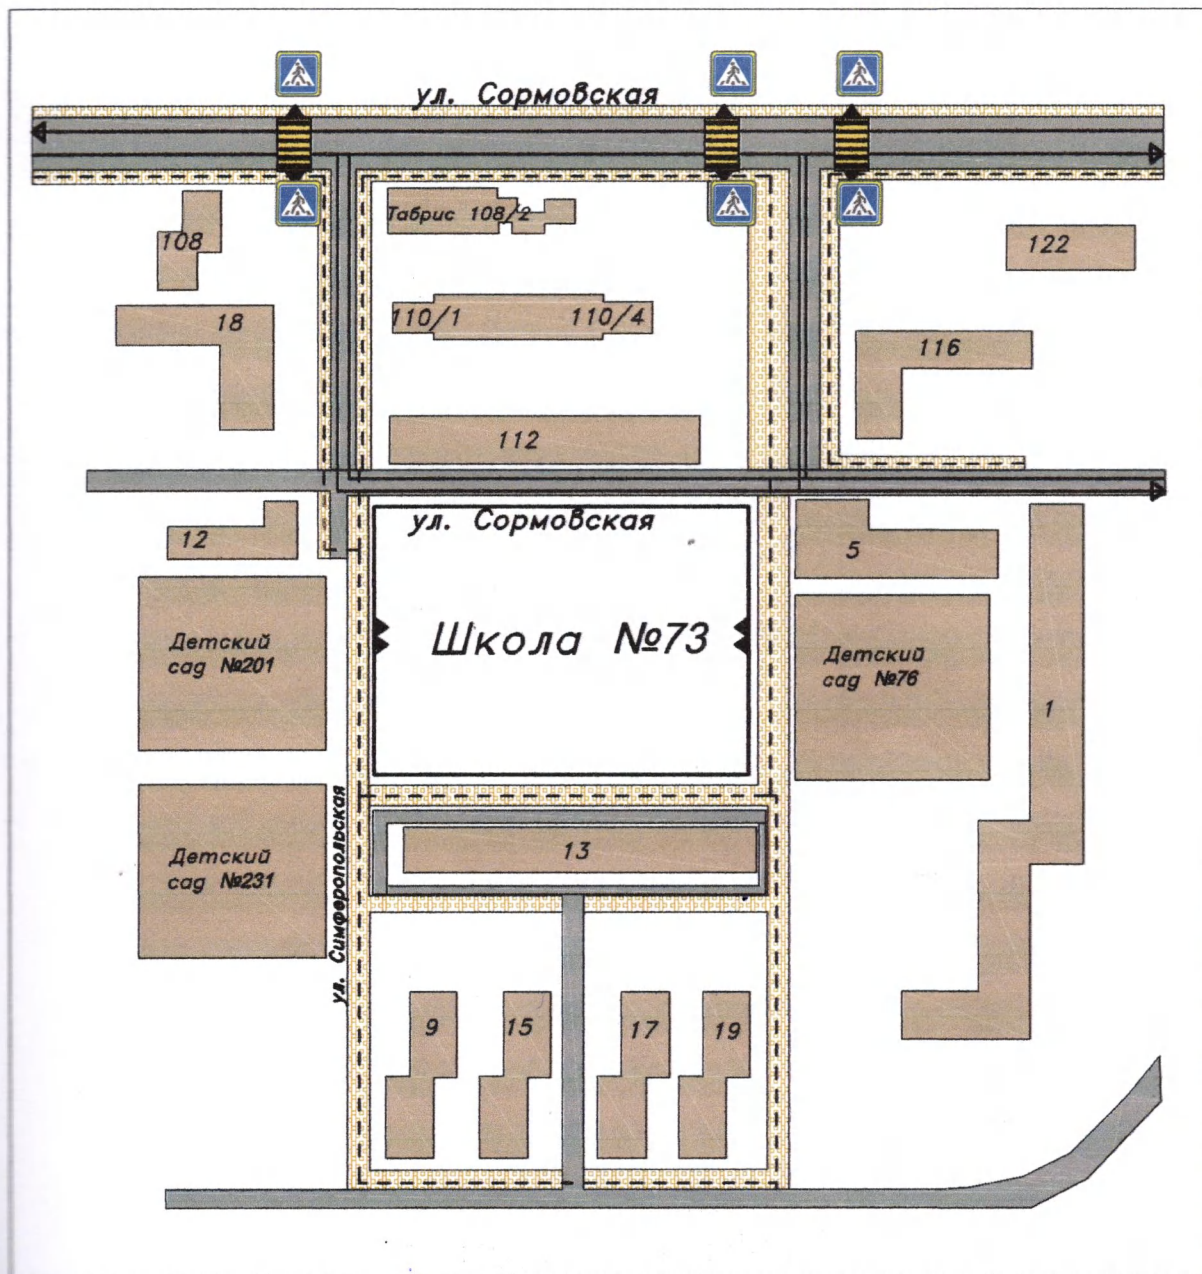 ул. Сормовская
Табрис 108/2
108
122
18
110/1
110/4
116
112
ул. Сормовская
12
5
Школа №73
Детский
сад №201
Детский
сад №76
1
ул. Симферопольская
13
Детский
сад №231
9
15
17
19